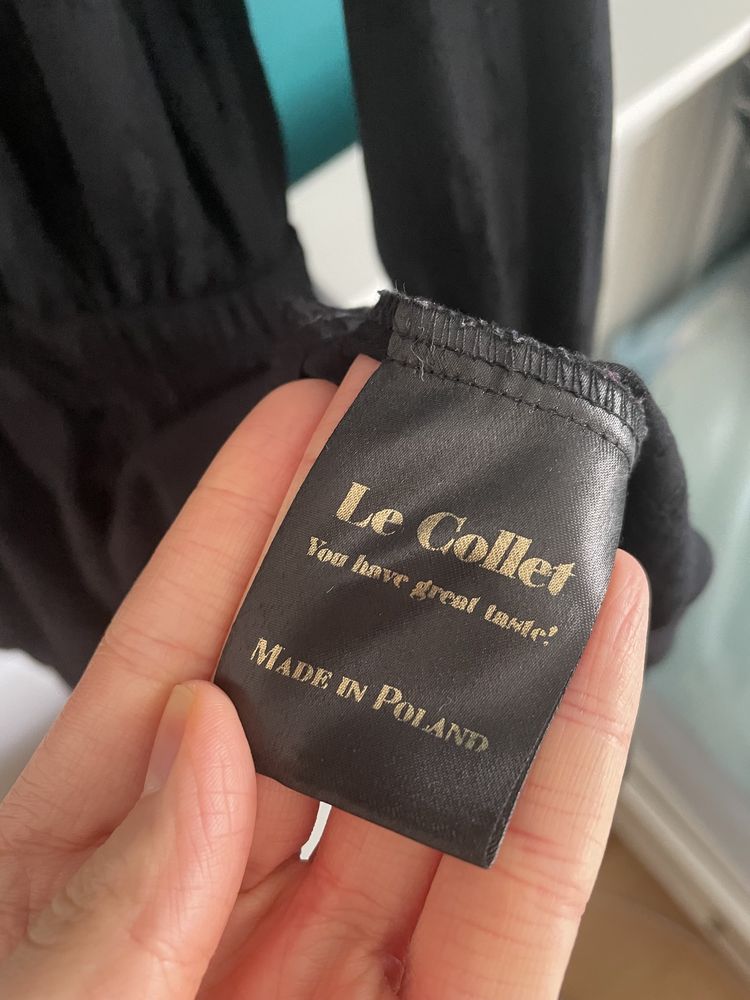 Le Collet
You have great taste!
MADE IN POLAND